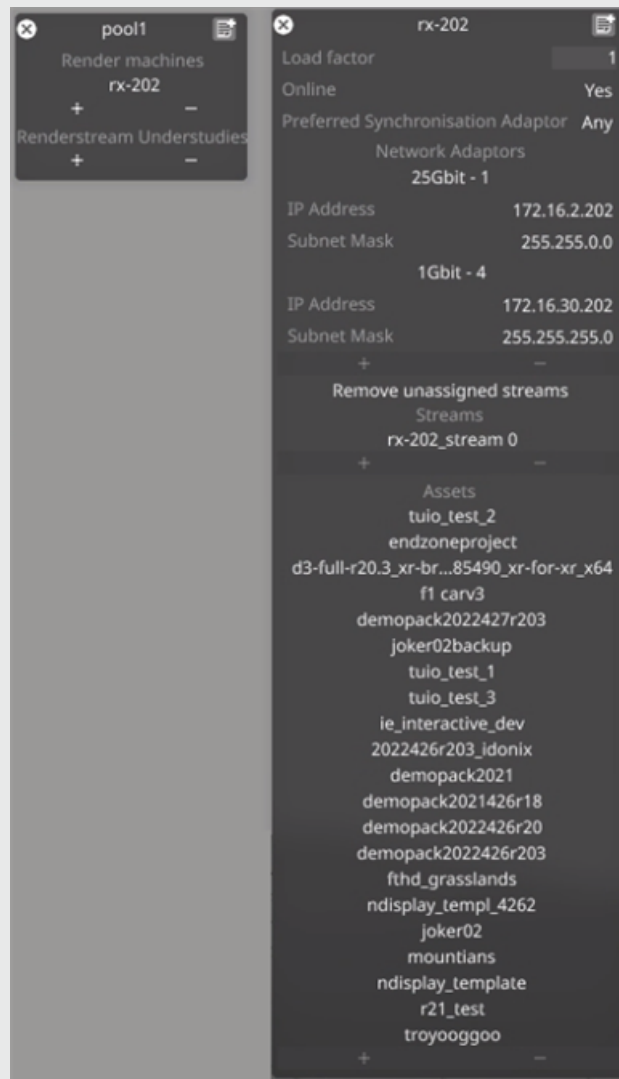 pool1
Render machines
rx-202
+ −
Renderstream Understudies
+ −
rx-202
Load factor 1
Online Yes
Preferred Synchronisation Adaptor Any
Network Adaptors
25Gbit - 1
IP Address 172.16.2.202
Subnet Mask 255.255.0.0
1Gbit - 4
IP Address 172.16.30.202
Subnet Mask 255.255.255.0
+ −
Remove unassigned streams
Streams
rx-202_stream 0
+ −
Assets
tuio_test_2
endzoneproject
d3-full-r20.3_xr-br...85490_xr-for-xr_x64
f1 carv3
demopack2022427r203
joker02backup
tuio_test_1
tuio_test_3
ie_interactive_dev
2022426r203_idonix
demopack2021
demopack2021426r18
demopack2022426r20
demopack2022426r203
fthd_grasslands
ndisplay_templ_4262
joker02
mountians
ndisplay_template
r21_test
troyooggoo
+ −